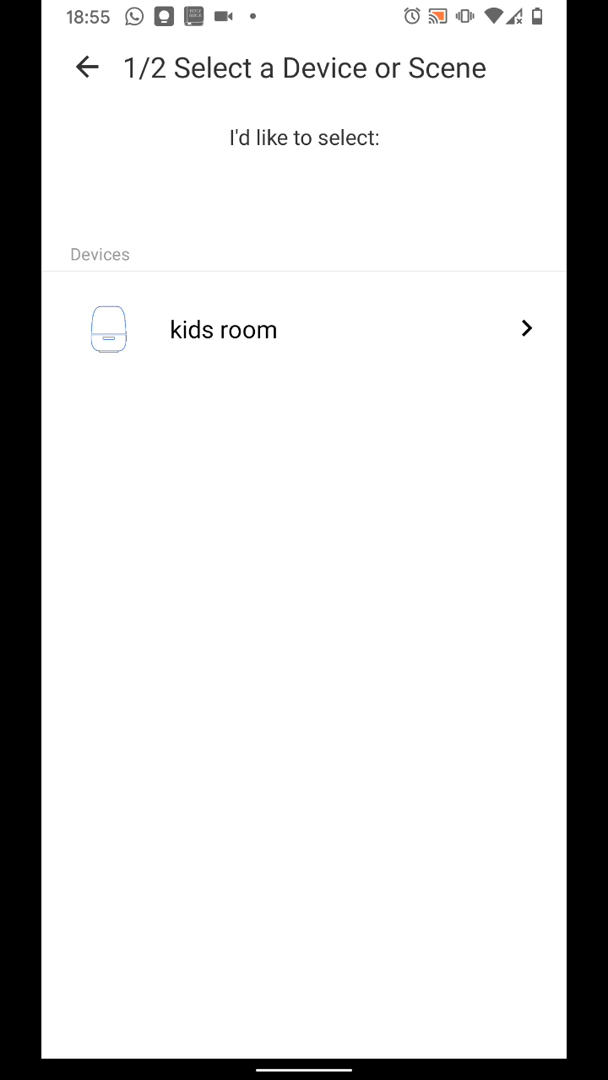 18:55
1/2 Select a Device or Scene
I'd like to select:
Devices
kids room